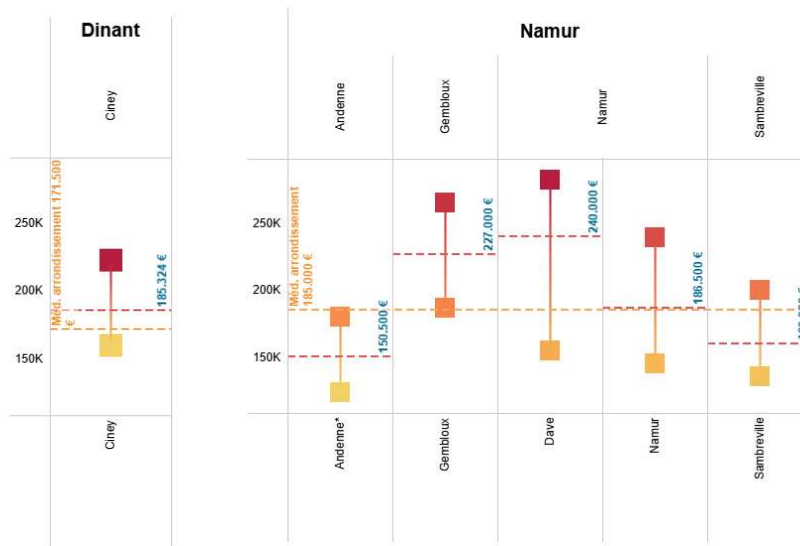 Dinant
Namur
Ciney
Andenne
Gembloux
Namur
Sambreville
250K
200K
150K
Méd. arrondissement 171.500
€
185.324 €
250K
200K
150K
Méd. arrondissement
185.000 €
150.500 €
227.000 €
240.000 €
186.500 €
Ciney
Andenne*
Gembloux
Dave
Namur
Sambreville